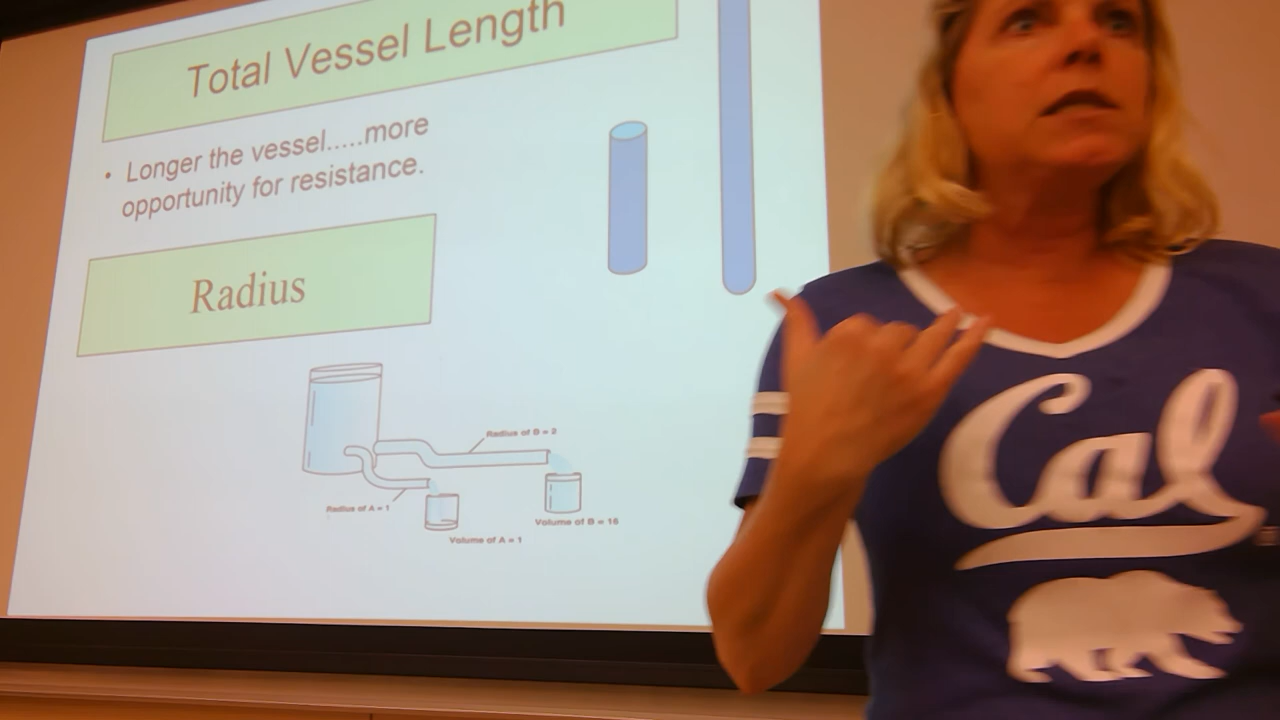 Total Vessel Length
• Longer the vessel.....more
opportunity for resistance.
Radius
Radius of B = 2
Radius of A = 1
Volume of B = 16
Volume of A = 1
Cal